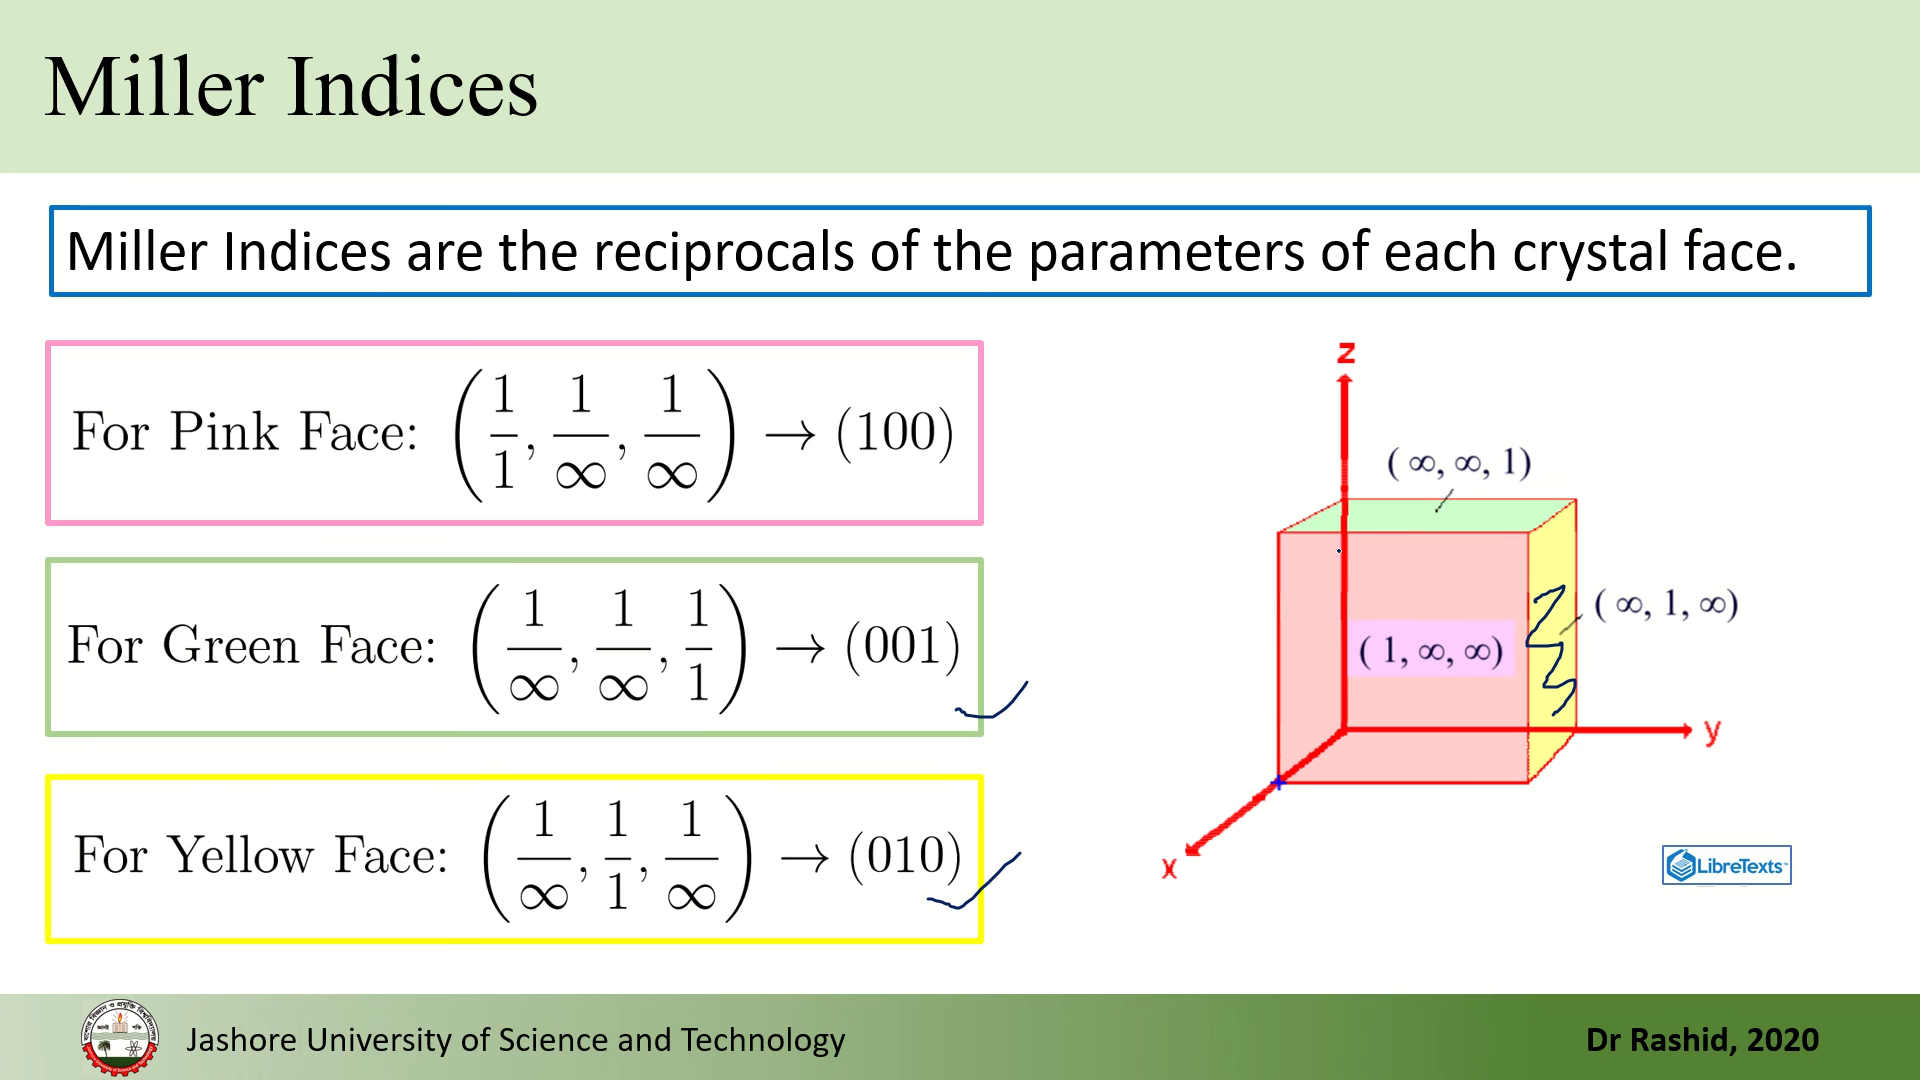 Miller Indices
Miller Indices are the reciprocals of the parameters of each crystal face.
For Pink Face: (1/1, 1/∞, 1/∞) → (100)
For Green Face: (1/∞, 1/∞, 1/1) → (001)
For Yellow Face: (1/∞, 1/1, 1/∞) → (010)
z
( ∞, ∞, 1)
( ∞, 1, ∞)
( 1, ∞, ∞)
y
x
LibreTexts
Jashore University of Science and Technology
Dr Rashid, 2020